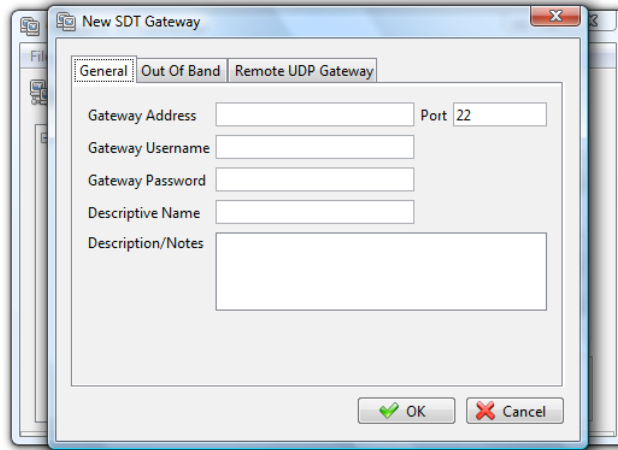 New SDT Gateway
File
General Out Of Band Remote UDP Gateway
Gateway Address Port 22
Gateway Username
Gateway Password
Descriptive Name
Description/Notes
OK Cancel